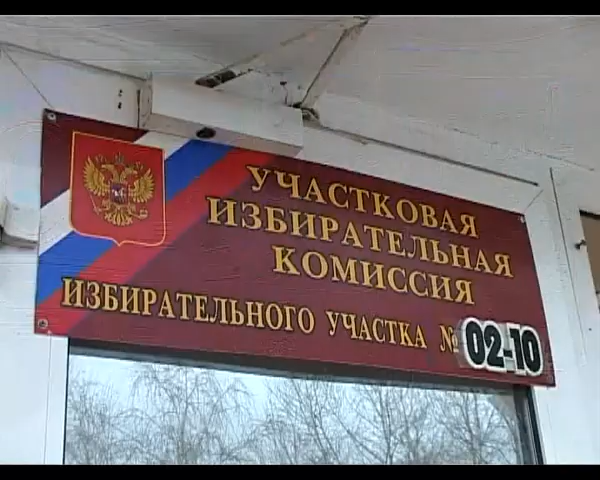 УЧАСТКОВАЯ
ИЗБИРАТЕЛЬНАЯ
КОМИССИЯ
ИЗБИРАТЕЛЬНОГО УЧАСТКА № 02-10